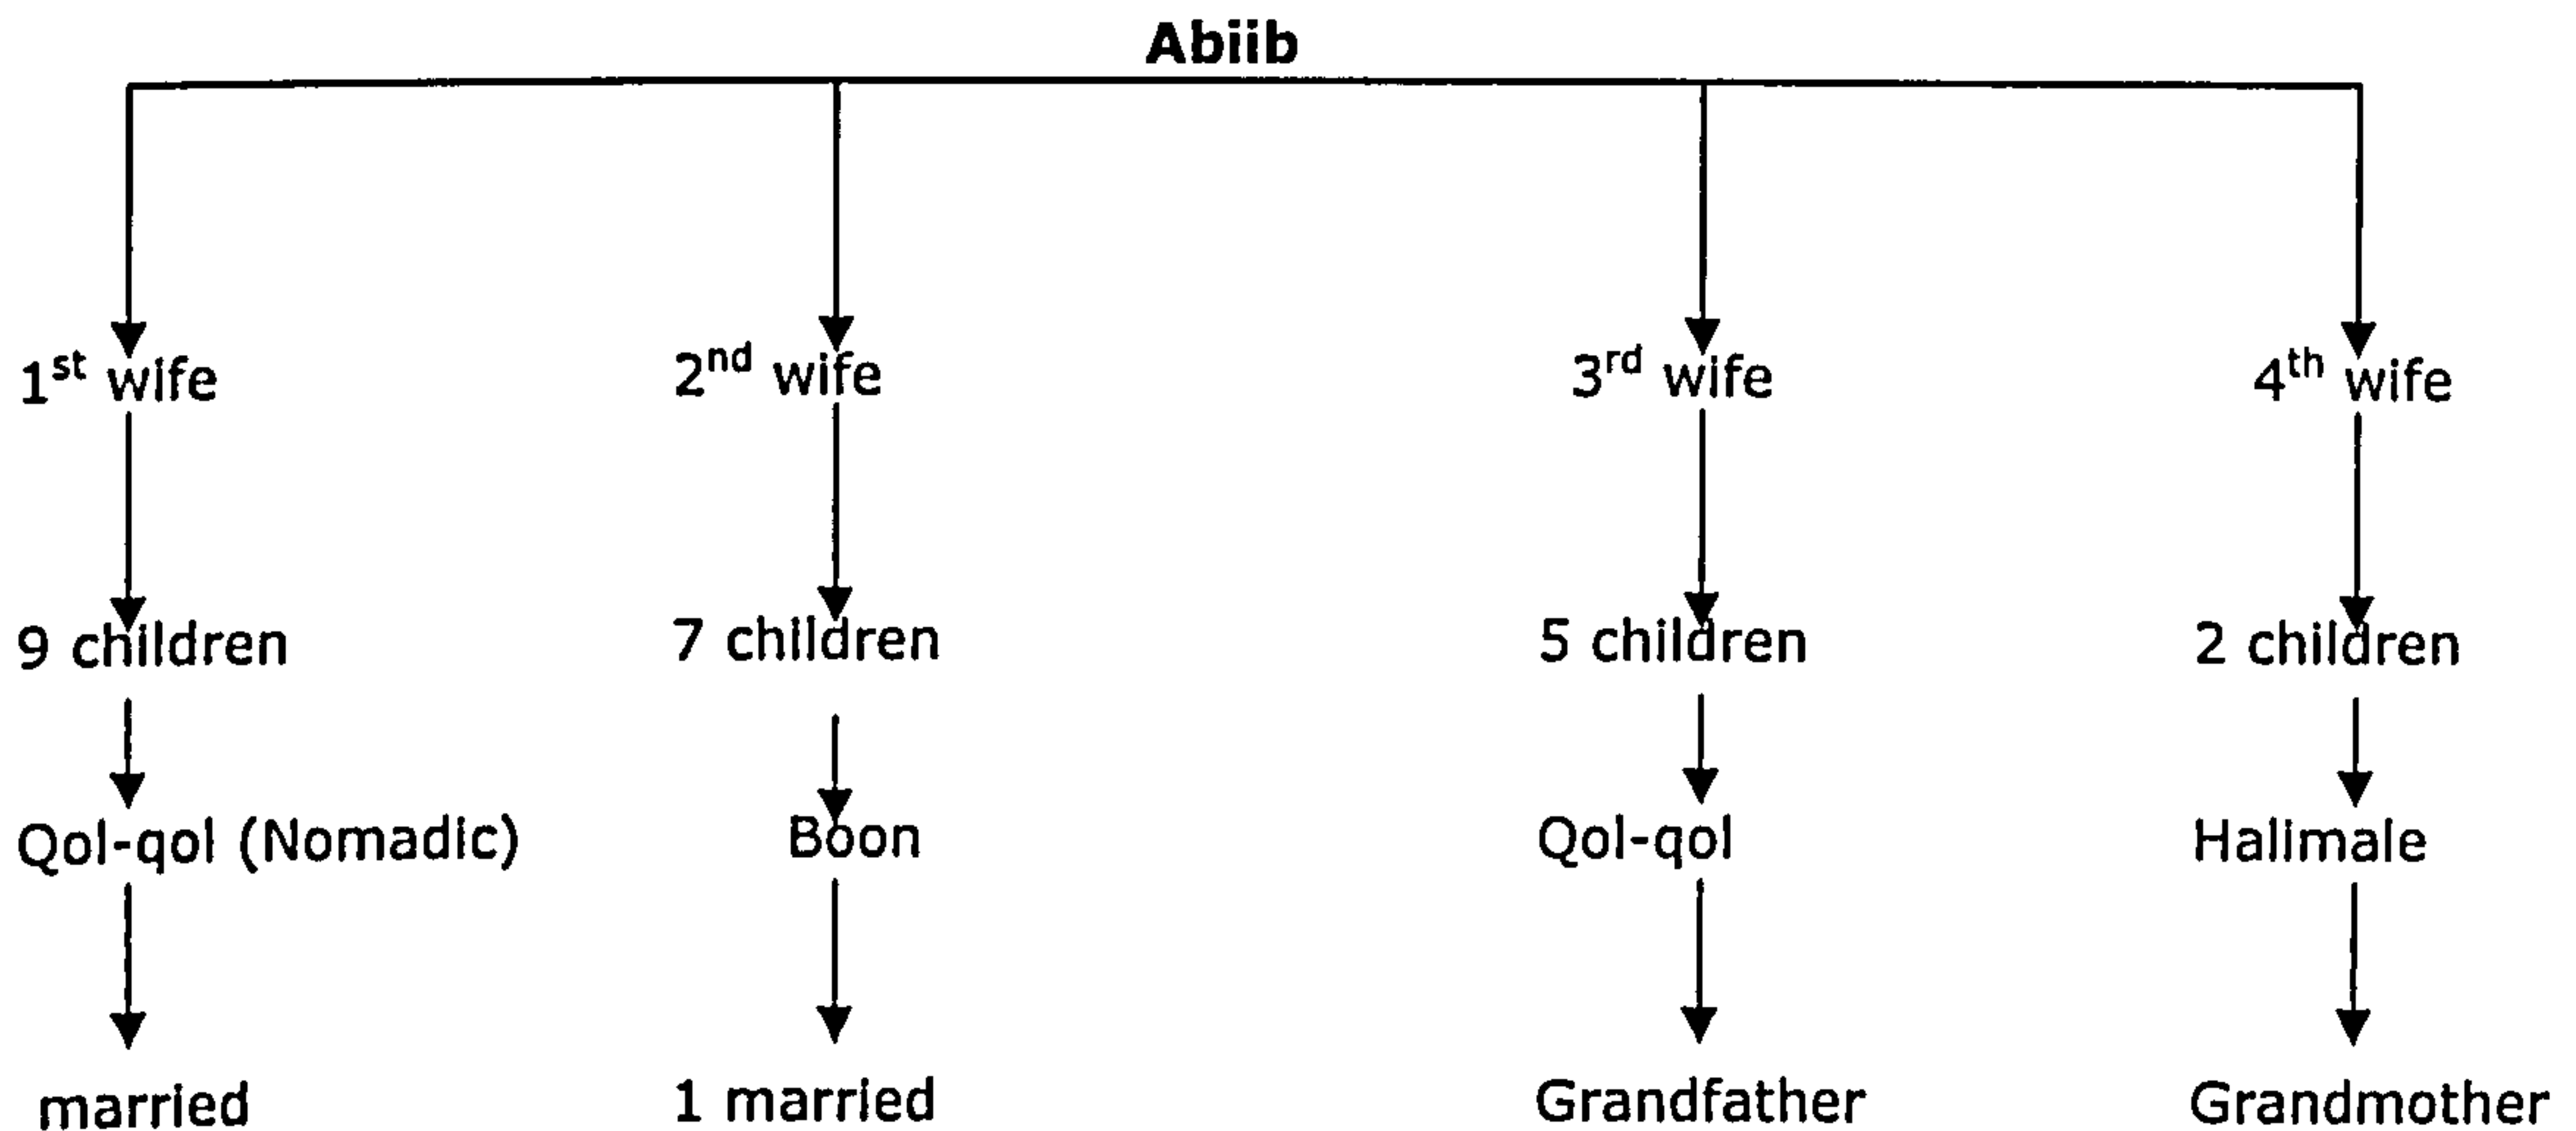 Abiib
1st wife 2nd wife 3rd wife 4th wife
9 children 7 children 5 children 2 children
Qol-qol (Nomadic) Boon Qol-qol Halimale
married 1 married Grandfather Grandmother